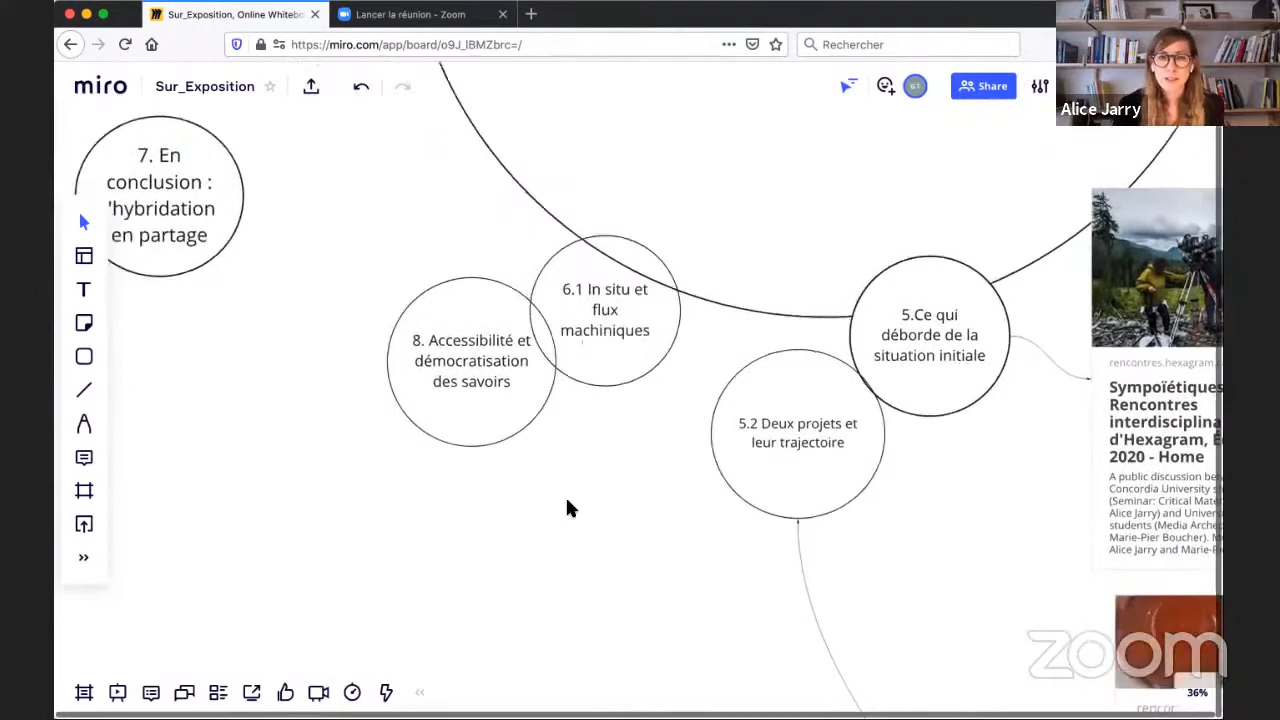 Sur_Exposition, Online Whitebo
Lancer la réunion - Zoom
https://miro.com/app/board/o9J_lBMZbrc=/
Rechercher
miro
Sur_Exposition
GT
Share
Alice Jarry
7. En
conclusion :
'hybridation
en partage
6.1 In situ et
flux
machiniques
8. Accessibilité et
démocratisation
des savoirs
5.Ce qui
déborde de la
situation initiale
5.2 Deux projets et
leur trajectoire
rencontres.hexagram.
Sympoïétiques
Rencontres
interdisciplina
d'Hexagram, É
2020 - Home
A public discussion be
Concordia University s
(Seminar: Critical Mate
Alice Jarry) and Univer
students (Media Arche
Marie-Pier Boucher). M
Alice Jarry and Marie-P
zoom
36%
rencor